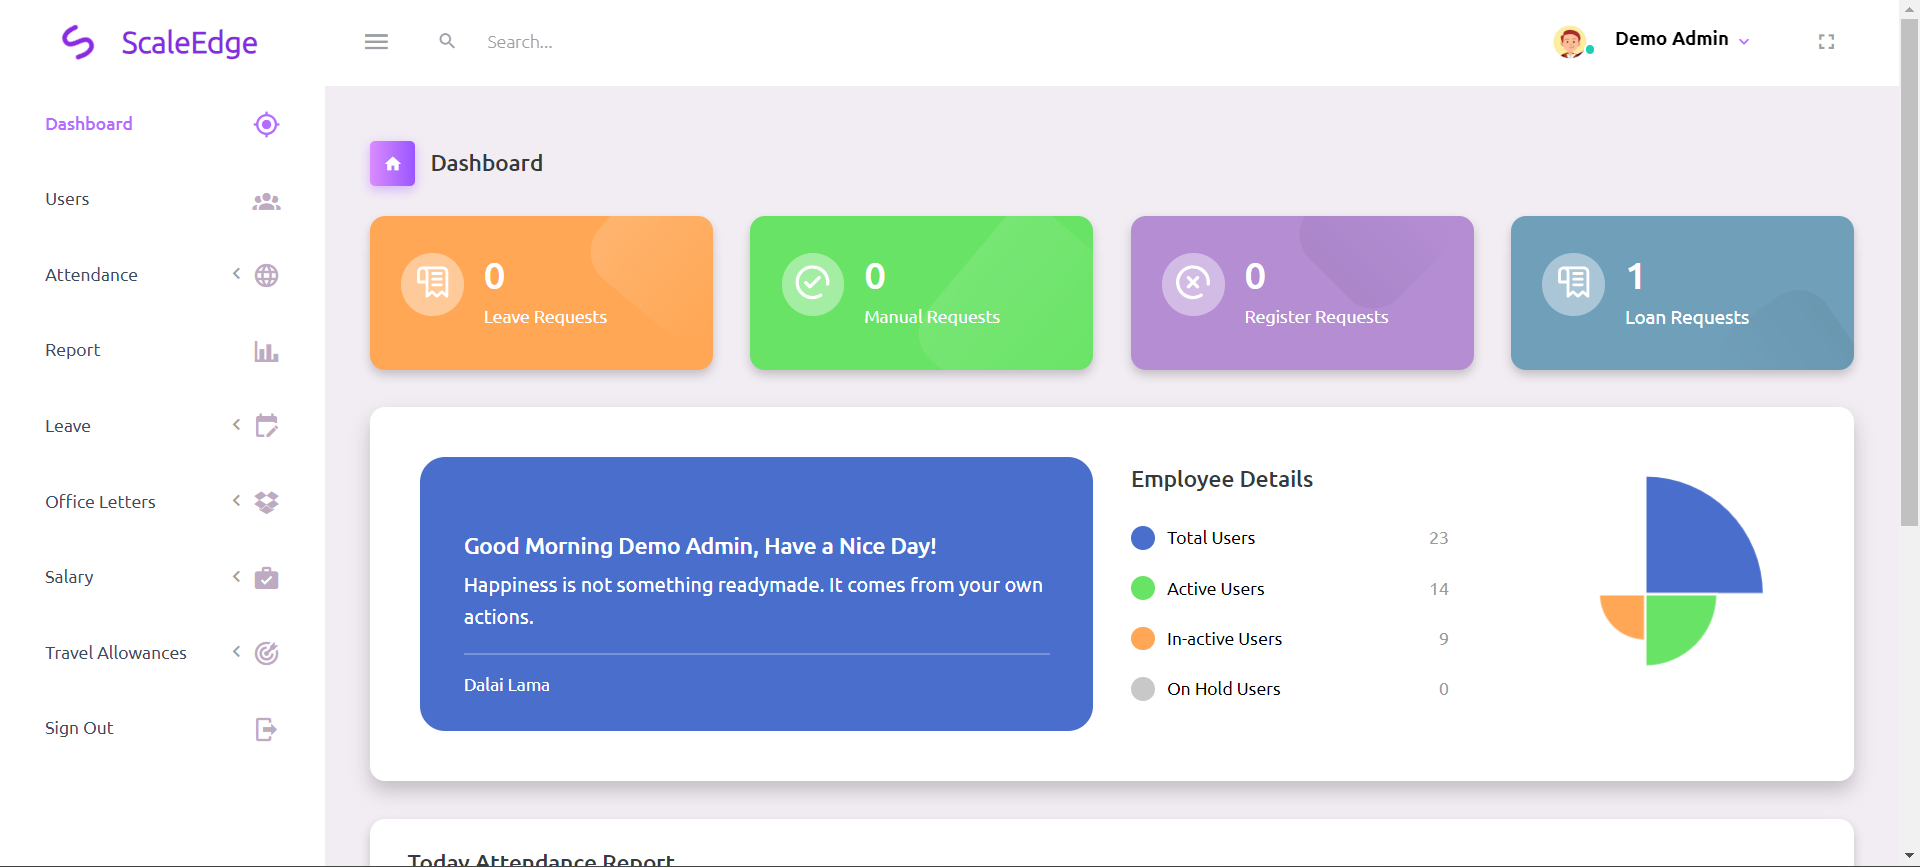 ScaleEdge
Search...
Demo Admin
Dashboard
Users
Attendance
Report
Leave
Office Letters
Salary
Travel Allowances
Sign Out
Dashboard
0
Leave Requests
0
Manual Requests
0
Register Requests
1
Loan Requests
Good Morning Demo Admin, Have a Nice Day!
Happiness is not something readymade. It comes from your own
actions.
Dalai Lama
Employee Details
Total Users 23
Active Users 14
In-active Users 9
On Hold Users 0
Today Attendance Report